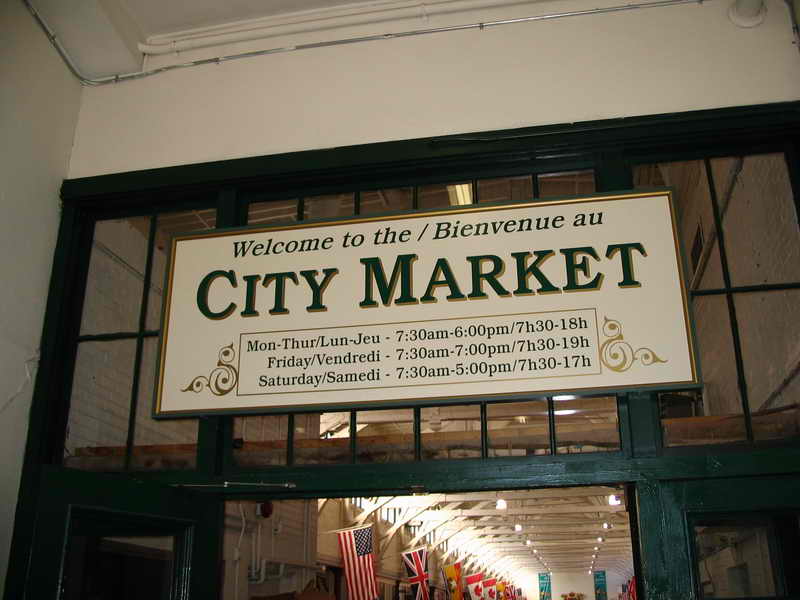 Welcome to the / Bienvenue au
CITY MARKET
Mon-Thur/Lun-Jeu - 7:30am-6:00pm/7h30-18h
Friday/Vendredi - 7:30am-7:00pm/7h30-19h
Saturday/Samedi - 7:30am-5:00pm/7h30-17h